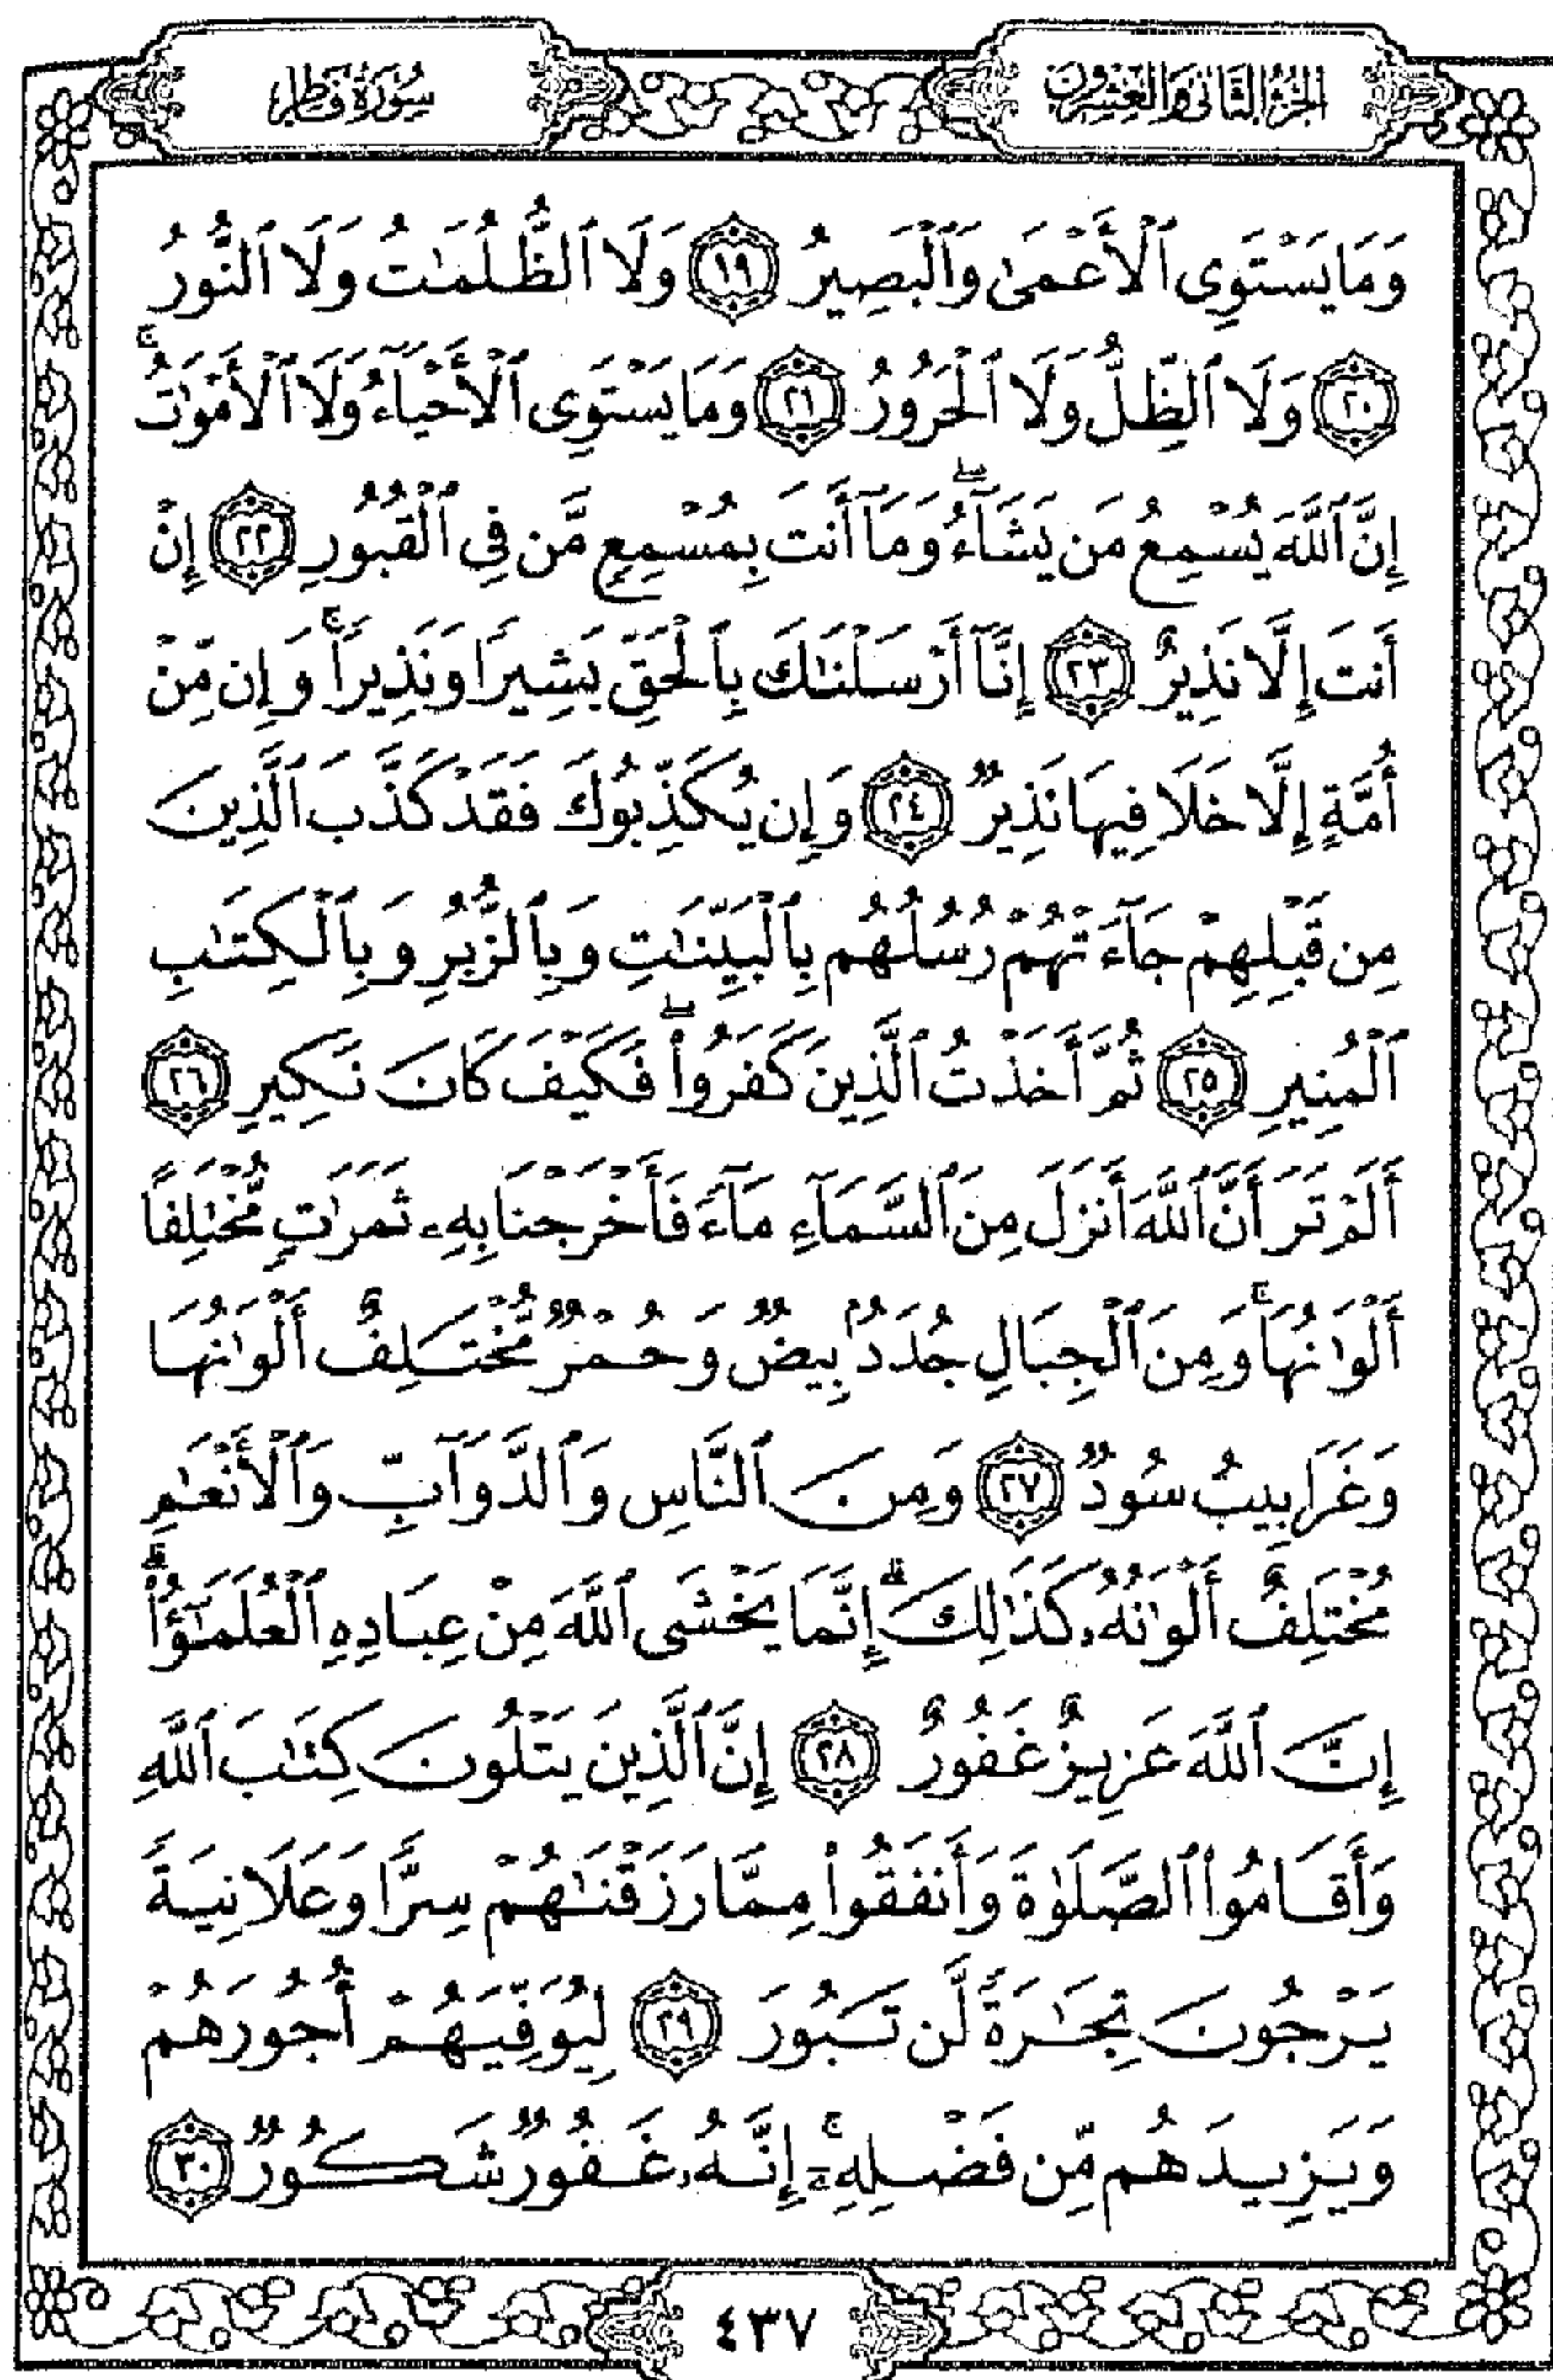 الجزء الثاني والعشرون
سورة فاطر
وَمَا يَسْتَوِي ٱلْأَعْمَىٰ وَٱلْبَصِيرُ ١٩ وَلَا ٱلظُّلُمَـٰتُ وَلَا ٱلنُّورُ
٢٠ وَلَا ٱلظِّلُّ وَلَا ٱلْحَرُورُ ٢١ وَمَا يَسْتَوِي ٱلْأَحْيَآءُ وَلَا ٱلْأَمْوَٰتُ ۚ
إِنَّ ٱللَّهَ يُسْمِعُ مَن يَشَآءُ ۖ وَمَآ أَنتَ بِمُسْمِعٍ مَّن فِي ٱلْقُبُورِ ٢٢ إِنْ
أَنتَ إِلَّا نَذِيرٌ ٢٣ إِنَّآ أَرْسَلْنَـٰكَ بِٱلْحَقِّ بَشِيرًا وَنَذِيرًا ۚ وَإِن مِّنْ
أُمَّةٍ إِلَّا خَلَا فِيهَا نَذِيرٌ ٢٤ وَإِن يُكَذِّبُوكَ فَقَدْ كَذَّبَ ٱلَّذِينَ
مِن قَبْلِهِمْ جَآءَتْهُمْ رُسُلُهُم بِٱلْبَيِّنَـٰتِ وَبِٱلزُّبُرِ وَبِٱلْكِتَـٰبِ
ٱلْمُنِيرِ ٢٥ ثُمَّ أَخَذْتُ ٱلَّذِينَ كَفَرُوا۟ ۖ فَكَيْفَ كَانَ نَكِيرِ ٢٦
أَلَمْ تَرَ أَنَّ ٱللَّهَ أَنزَلَ مِنَ ٱلسَّمَآءِ مَآءً فَأَخْرَجْنَا بِهِۦ ثَمَرَٰتٍ مُّخْتَلِفًا
أَلْوَٰنُهَا ۚ وَمِنَ ٱلْجِبَالِ جُدَدٌۢ بِيضٌ وَحُمْرٌ مُّخْتَلِفٌ أَلْوَٰنُهَا
وَغَرَابِيبُ سُودٌ ٢٧ وَمِنَ ٱلنَّاسِ وَٱلدَّوَآبِّ وَٱلْأَنْعَـٰمِ
مُخْتَلِفٌ أَلْوَٰنُهُۥ كَذَٰلِكَ ۗ إِنَّمَا يَخْشَى ٱللَّهَ مِنْ عِبَادِهِ ٱلْعُلَمَـٰٓؤُا۟ ۗ
إِنَّ ٱللَّهَ عَزِيزٌ غَفُورٌ ٢٨ إِنَّ ٱلَّذِينَ يَتْلُونَ كِتَـٰبَ ٱللَّهِ
وَأَقَامُوا۟ ٱلصَّلَوٰةَ وَأَنفَقُوا۟ مِمَّا رَزَقْنَـٰهُمْ سِرًّا وَعَلَانِيَةً
يَرْجُونَ تِجَـٰرَةً لَّن تَبُورَ ٢٩ لِيُوَفِّيَهُمْ أُجُورَهُمْ
وَيَزِيدَهُم مِّن فَضْلِهِۦٓ ۚ إِنَّهُۥ غَفُورٌ شَكُورٌ ٣٠
٤٣٧